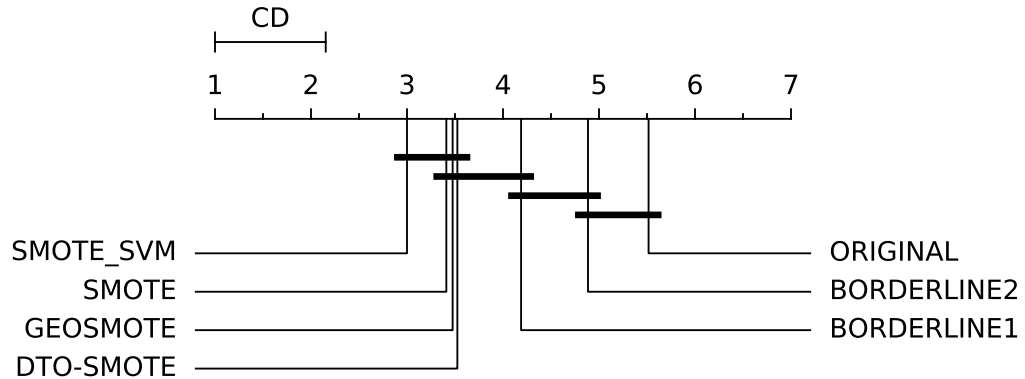 CD
1 2 3 4 5 6 7
SMOTE_SVM
SMOTE
GEOSMOTE
DTO-SMOTE
ORIGINAL
BORDERLINE2
BORDERLINE1